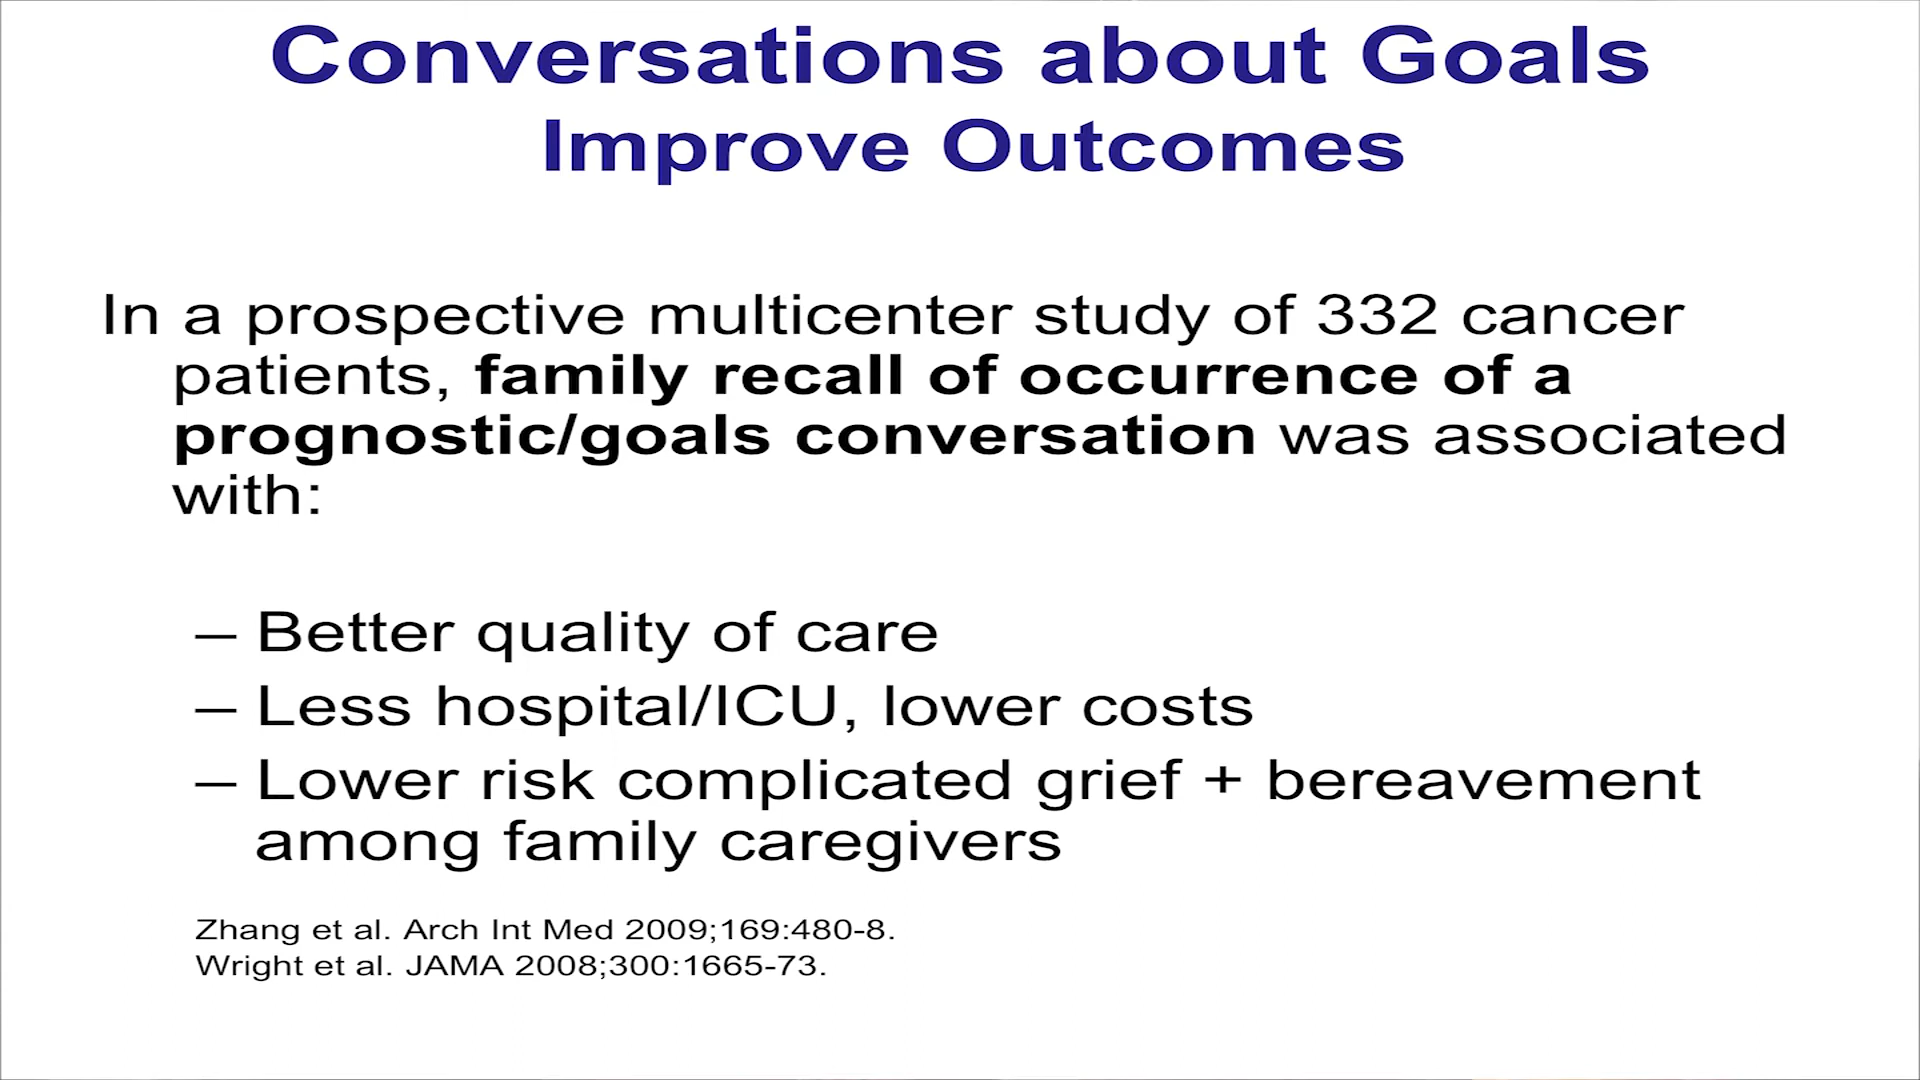 Conversations about Goals
Improve Outcomes
In a prospective multicenter study of 332 cancer
patients, family recall of occurrence of a
prognostic/goals conversation was associated
with:
– Better quality of care
– Less hospital/ICU, lower costs
– Lower risk complicated grief + bereavement
among family caregivers
Zhang et al. Arch Int Med 2009;169:480-8.
Wright et al. JAMA 2008;300:1665-73.